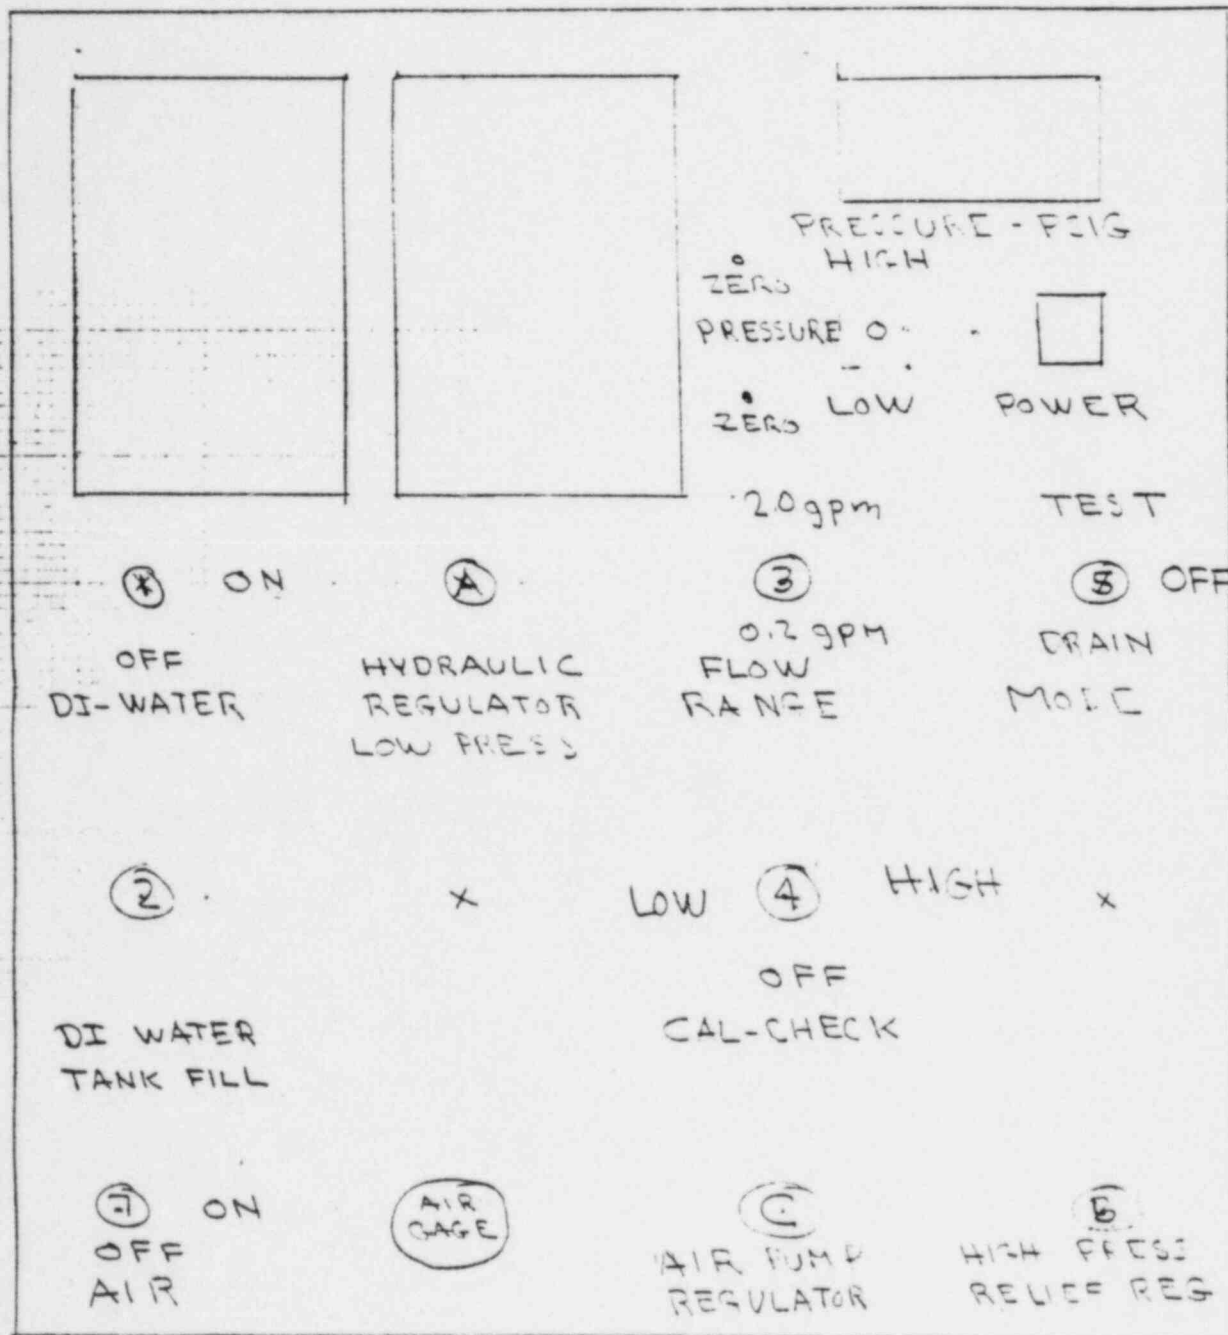 PRESSURE - PSIG
HIGH
ZERO
PRESSURE
ZERO LOW POWER
2.0 gpm TEST
ON A 3 OFF
0.2 gpm DRAIN
OFF HYDRAULIC FLOW
DI-WATER REGULATOR RANGE MODE
LOW PRESS
2 x LOW 4 HIGH x
OFF
DI WATER CAL-CHECK
TANK FILL
7 ON AIR GAGE C
OFF AIR PUMP HIGH PRESS
AIR REGULATOR RELIEF REG